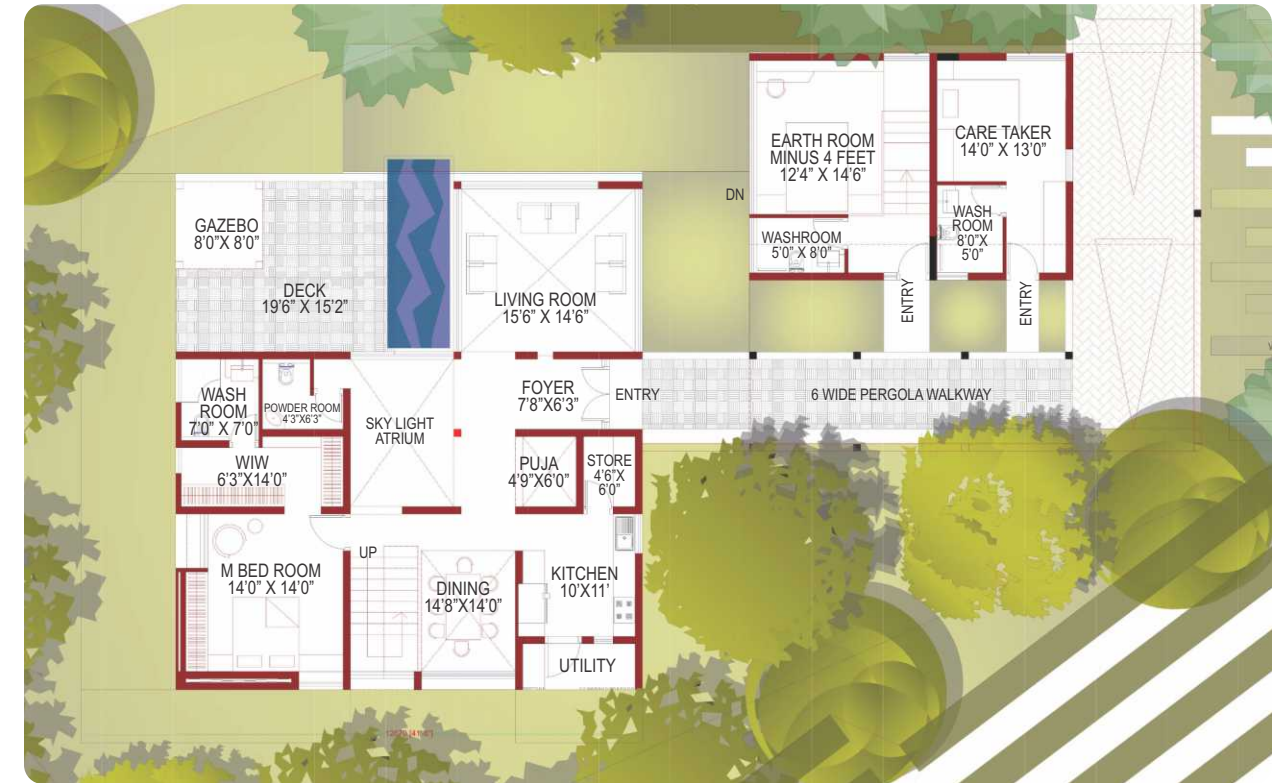 EARTH ROOM
MINUS 4 FEET
12'4" X 14'6"
CARE TAKER
14'0" X 13'0"
DN
WASH
ROOM
8'0"X
5'0"
WASHROOM
5'0" X 8'0"
ENTRY
ENTRY
GAZEBO
8'0"X 8'0"
DECK
19'6" X 15'2"
LIVING ROOM
15'6" X 14'6"
WASH
ROOM
7'0" X 7'0"
POWDER ROOM
4'3"X6'3"
SKY LIGHT
ATRIUM
FOYER
7'8"X6'3"
ENTRY
6 WIDE PERGOLA WALKWAY
WIW
6'3"X14'0"
PUJA
4'9"X6'0"
STORE
4'6"X
6'0"
UP
M BED ROOM
14'0" X 14'0"
DINING
14'8"X14'0"
KITCHEN
10'X11'
UTILITY